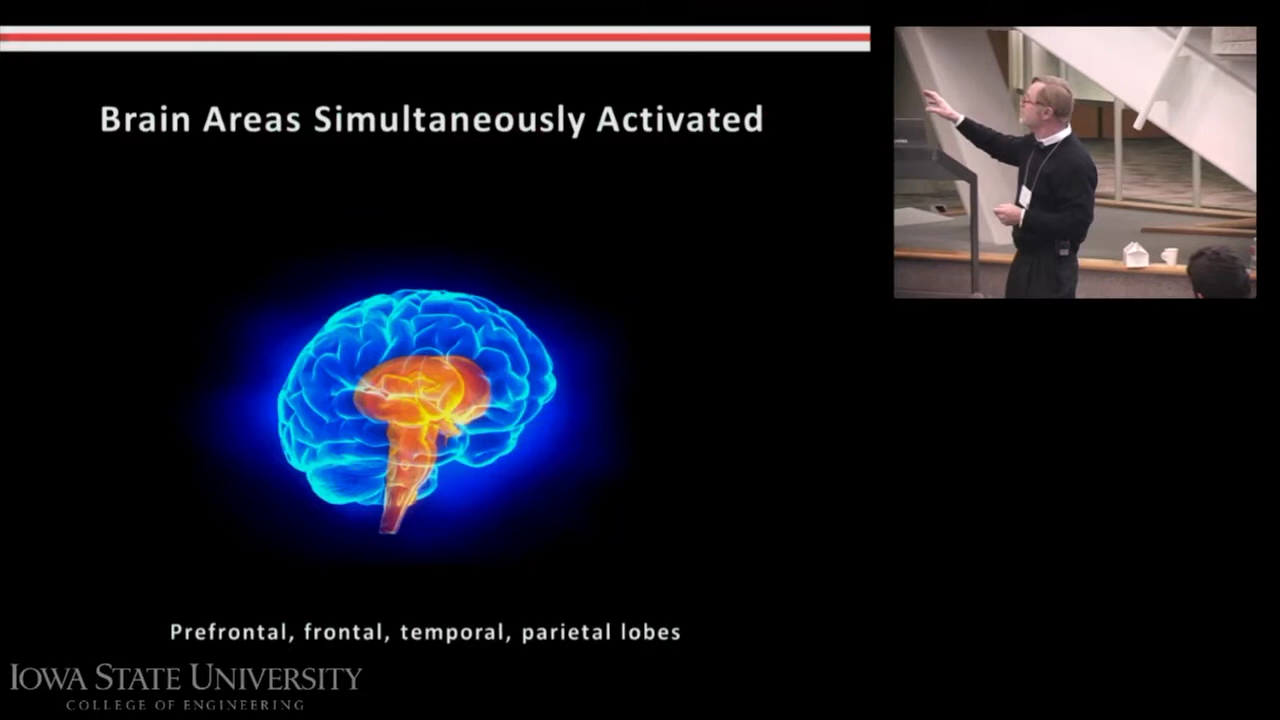 Brain Areas Simultaneously Activated
Prefrontal, frontal, temporal, parietal lobes
IOWA STATE UNIVERSITY
COLLEGE OF ENGINEERING